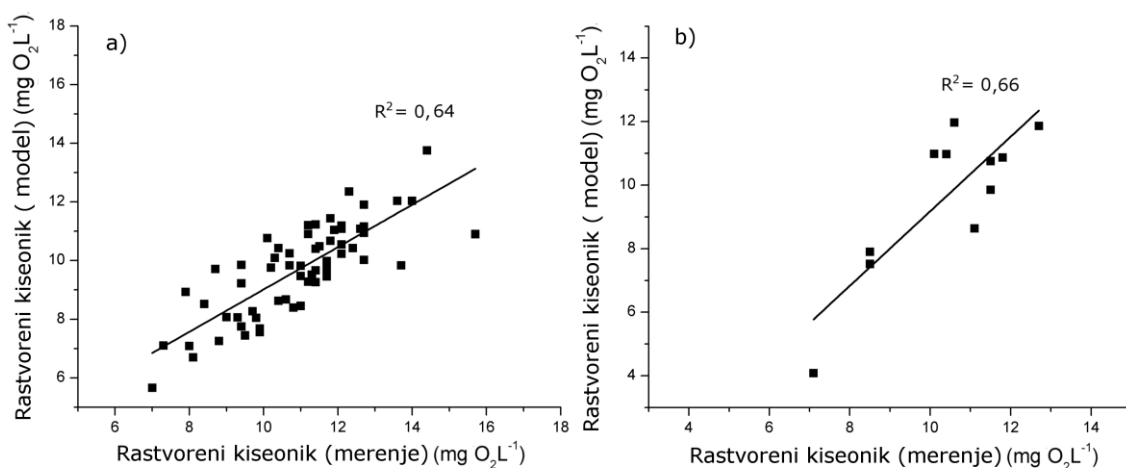 a)
R² = 0,64
Rastvoreni kiseonik ( model) (mg O₂L⁻¹)
18
16
14
12
10
8
6
6 8 10 12 14 16 18
Rastvoreni kiseonik (merenje) (mg O₂L⁻¹)
b)
R² = 0,66
Rastvoreni kiseonik ( model) (mg O₂L⁻¹)
14
12
10
8
6
4
4 6 8 10 12 14
Rastvoreni kiseonik (merenje) (mg O₂L⁻¹)